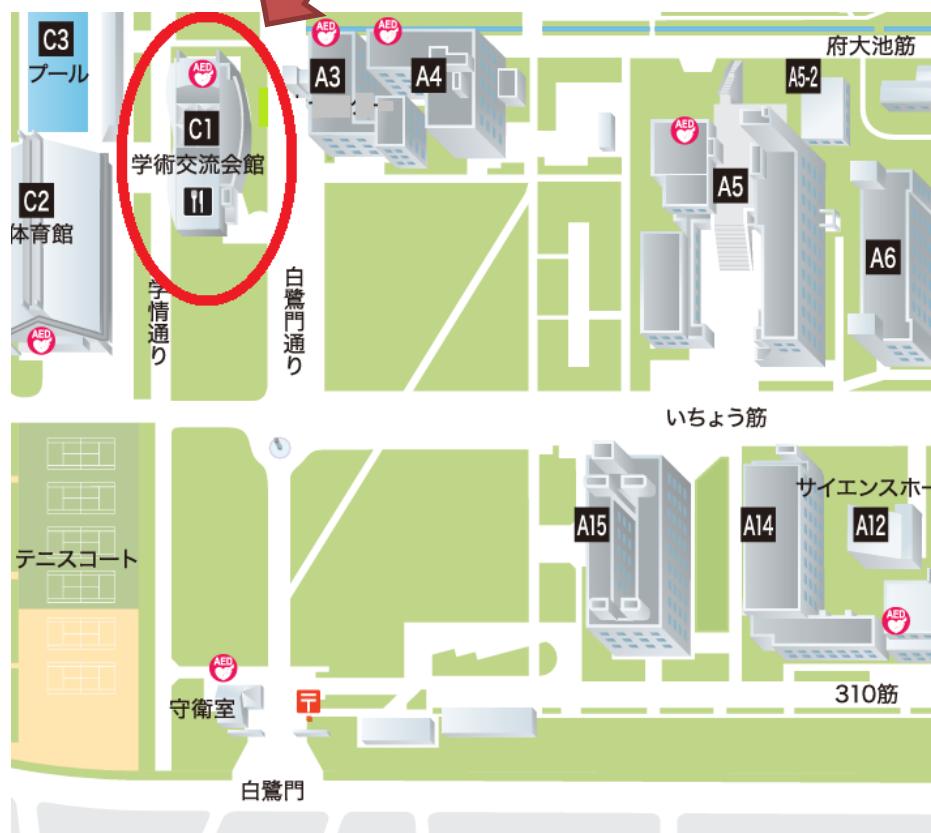 C3
プール
AED
C1
学術交流会館
C2
体育館
AED
学情通り
白鷺門通り
AED
A3
AED
A4
府大池筋
A5-2
AED
A5
A6
いちょう筋
テニスコート
A15
A14
サイエンスホー
A12
AED
310筋
AED
守衛室
〒
白鷺門